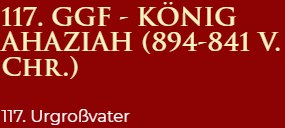 117. GGF - KÖNIG
AHAZIAH (894-841 V.
CHR.)
117. Urgroßvater